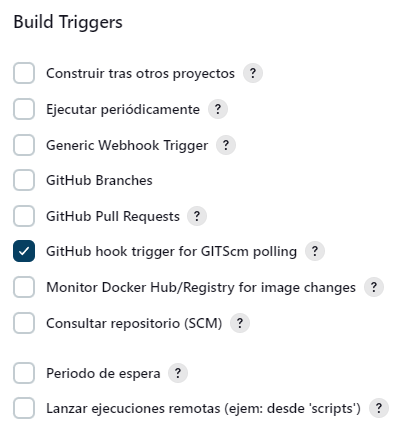 Build Triggers
Construir tras otros proyectos ?
Ejecutar periódicamente ?
Generic Webhook Trigger ?
GitHub Branches
GitHub Pull Requests ?
GitHub hook trigger for GITScm polling ?
Monitor Docker Hub/Registry for image changes ?
Consultar repositorio (SCM) ?
Periodo de espera ?
Lanzar ejecuciones remotas (ejem: desde 'scripts') ?